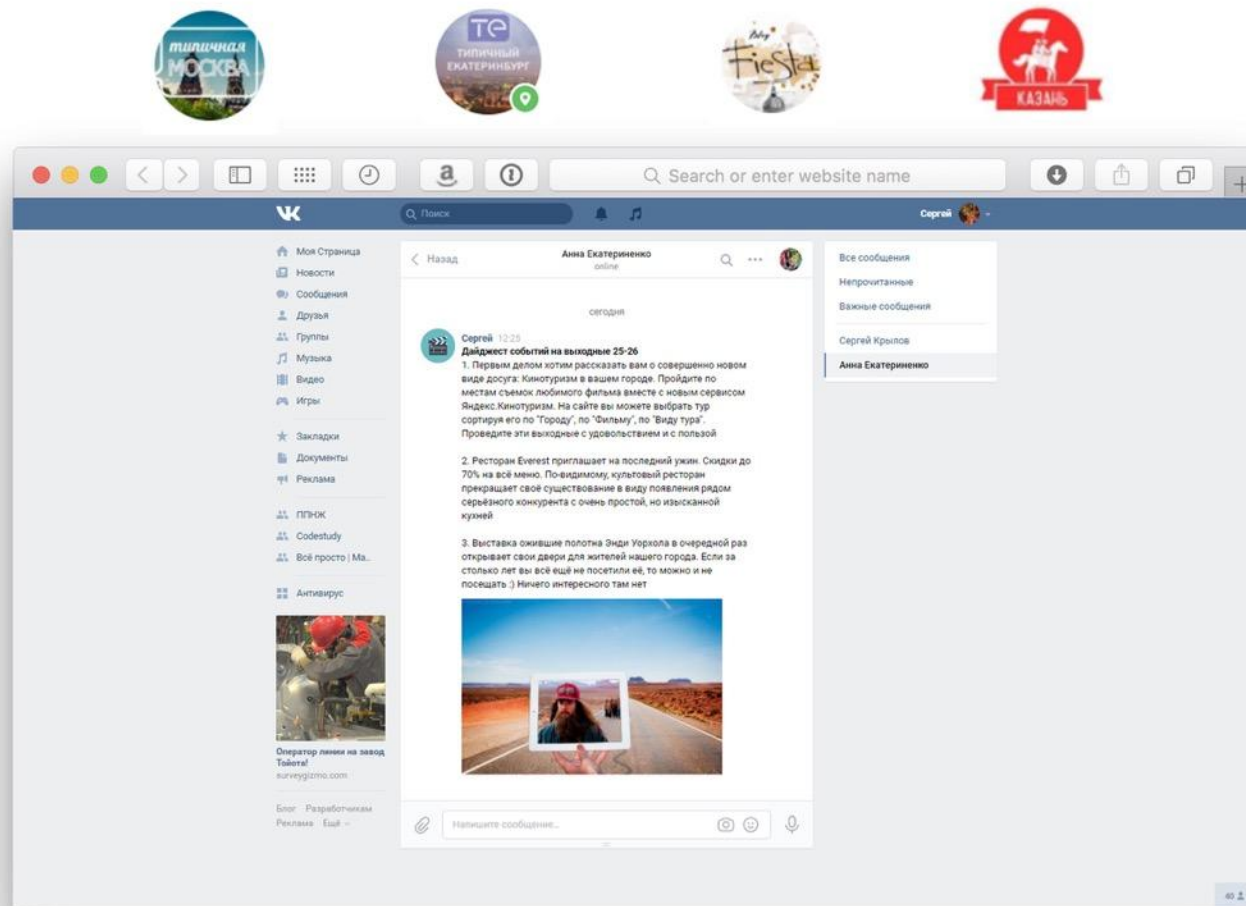 типичная
МОСКВА
ТЕ
ТИПИЧНЫЙ
ЕКАТЕРИНБУРГ
Fiesta
КАЗАНЬ
Search or enter website name
Поиск
Сергей
Моя Страница
Новости
Сообщения
Друзья
Группы
Музыка
Видео
Игры
Закладки
Документы
Реклама
ППНЖ
Codestudy
Всё просто | Ма..
Антивирус
Оператор линии на завод
Тойота!
surveygizmo.com
Блог Разработчикам
Реклама Ещё
Назад
Анна Екатериненко
online
сегодня
Сергей 12:25
Дайджест событий на выходные 25-26
1. Первым делом хотим рассказать вам о совершенно новом
виде досуга: Кинотуризм в вашем городе. Пройдите по
местам съемок любимого фильма вместе с новым сервисом
Яндекс.Кинотуризм. На сайте вы можете выбрать тур
сортируя его по "Городу", по "Фильму", по "Виду тура".
Проведите эти выходные с удовольствием и с пользой
2. Ресторан Everest приглашает на последний ужин. Скидки до
70% на всё меню. По-видимому, культовый ресторан
прекращает своё существование в виду появления рядом
серьёзного конкурента с очень простой, но изысканной
кухней
3. Выставка ожившие полотна Энди Уорхола в очередной раз
открывает свои двери для жителей нашего города. Если за
столько лет вы всё ещё не посетили её, то можно и не
посещать :) Ничего интересного там нет
Напишите сообщение..
Все сообщения
Непрочитанные
Важные сообщения
Сергей Крылов
Анна Екатериненко
40